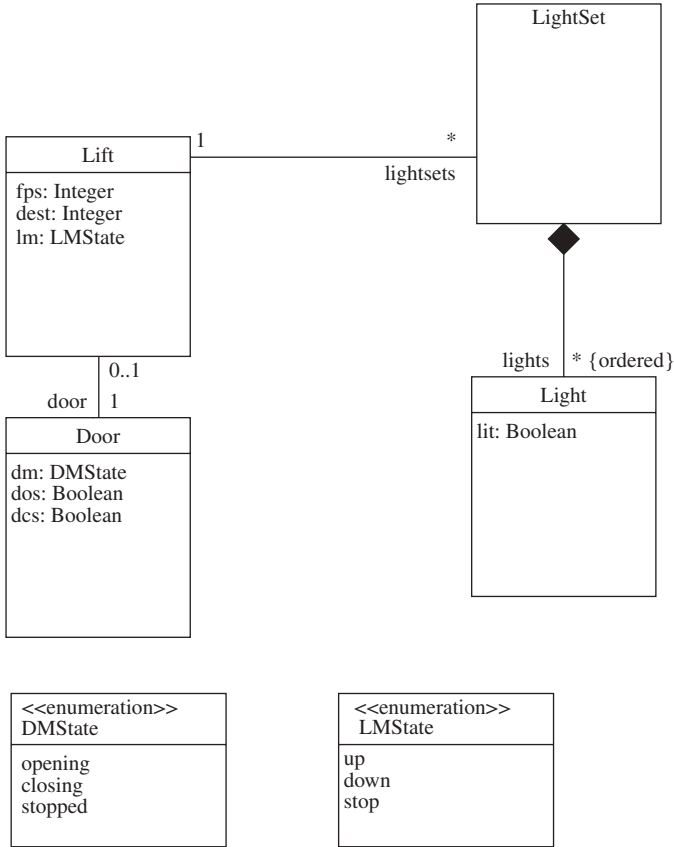 LightSet
1
*
lightsets
Lift
fps: Integer
dest: Integer
lm: LMState
0..1
door
1
lights
* {ordered}
Door
dm: DMState
dos: Boolean
dcs: Boolean
Light
lit: Boolean
<<enumeration>>
DMState
opening
closing
stopped
<<enumeration>>
LMState
up
down
stop